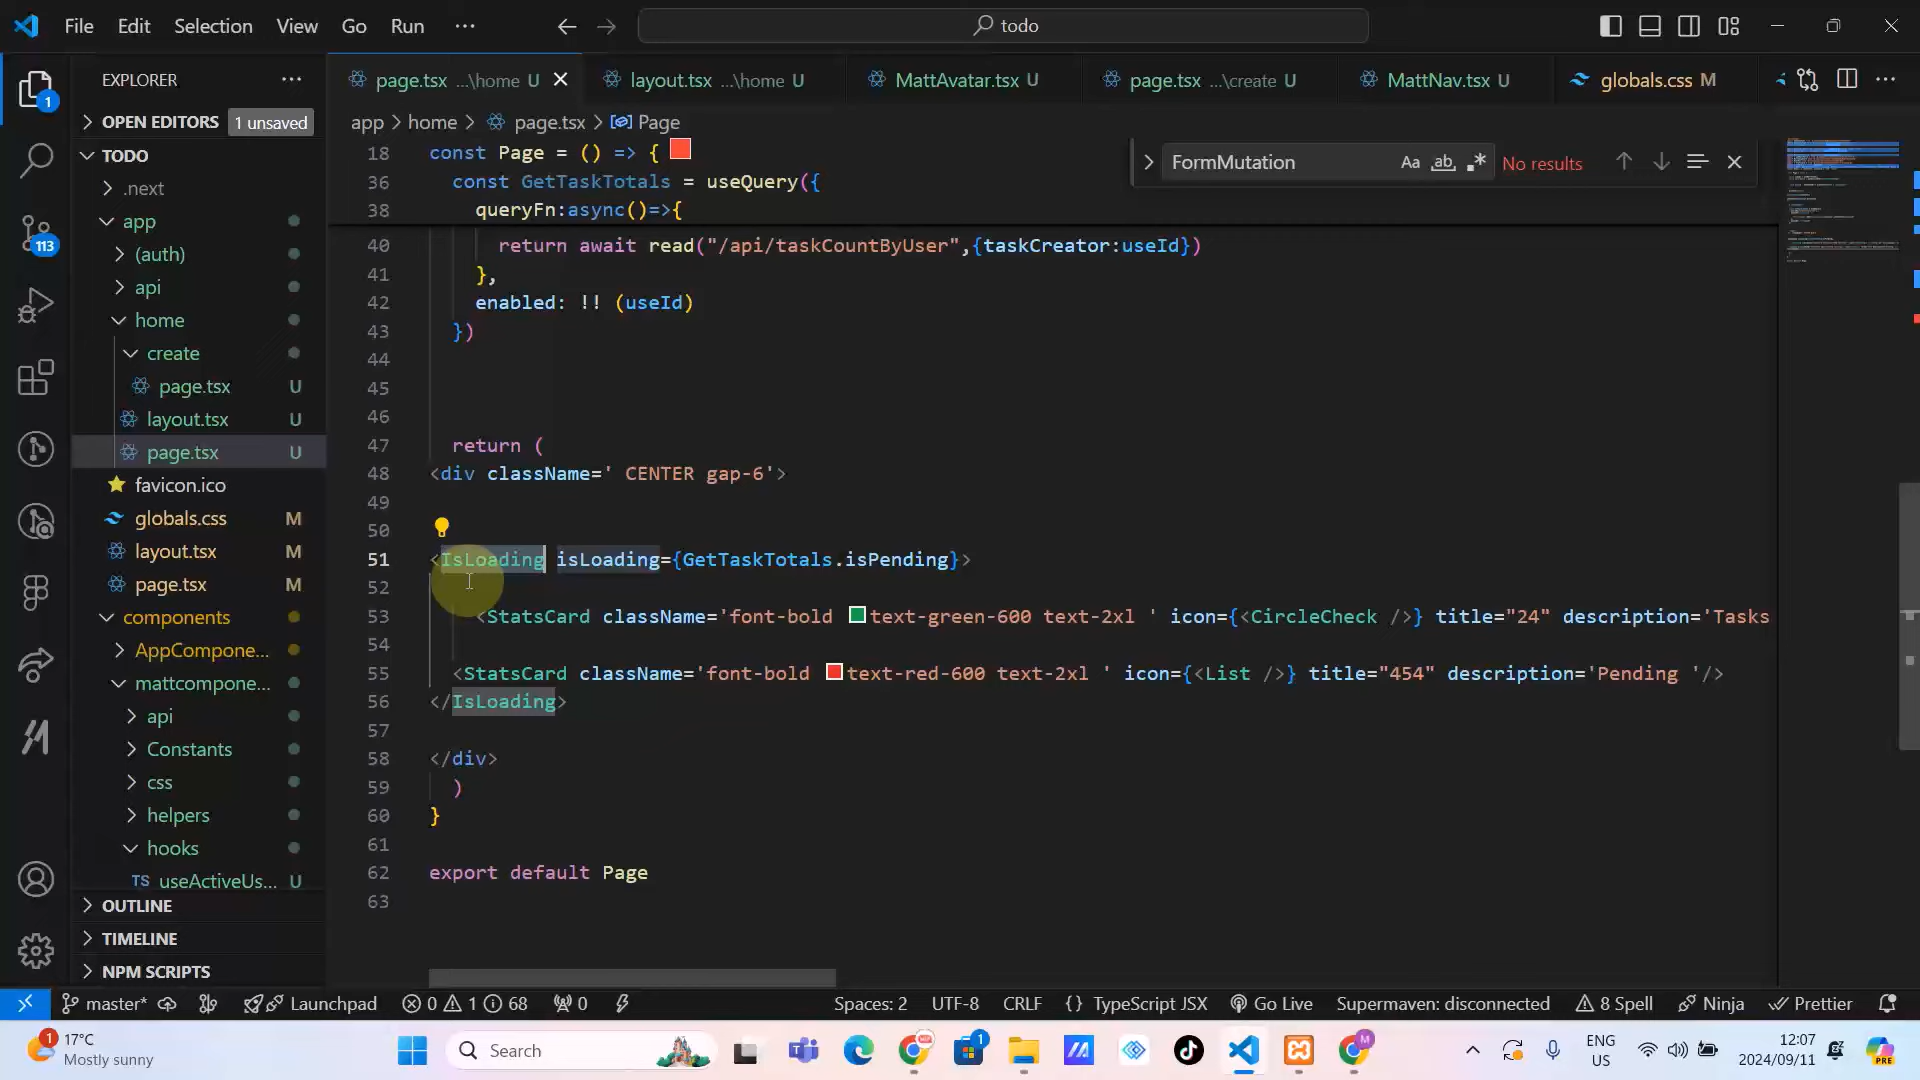 File Edit Selection View Go Run ···
todo
EXPLORER
OPEN EDITORS 1 unsaved
TODO
.next
app
(auth)
api
home
create
page.tsx U
layout.tsx U
page.tsx U
favicon.ico
globals.css M
layout.tsx M
page.tsx M
components
AppCompone...
mattcompone...
api
Constants
css
helpers
hooks
TS useActiveUs... U
OUTLINE
TIMELINE
NPM SCRIPTS
1
113
page.tsx ...\home U
layout.tsx ...\home U
MattAvatar.tsx U
page.tsx ...\create U
MattNav.tsx U
globals.css M
app > home > page.tsx > Page
FormMutation Aa ab No results
18 const Page = () => {
36 const GetTaskTotals = useQuery({
38 queryFn:async()=>{
40 return await read("/api/taskCountByUser",{taskCreator:useId})
41 },
42 enabled: !! (useId)
43 })
44
45
46
47 return (
48 <div className=' CENTER gap-6'>
49
50
51 <IsLoading isLoading={GetTaskTotals.isPending}>
52
53 <StatsCard className='font-bold text-green-600 text-2xl ' icon={<CircleCheck />} title="24" description='Tasks
54
55 <StatsCard className='font-bold text-red-600 text-2xl ' icon={<List />} title="454" description='Pending '/>
56 </IsLoading>
57
58 </div>
59 )
60 }
61
62 export default Page
63
master* Launchpad 0 1 68 0 Spaces: 2 UTF-8 CRLF {} TypeScript JSX Go Live Supermaven: disconnected 8 Spell Ninja Prettier
1
17°C
Mostly sunny
Search
1
M
ENG
US
12:07
2024/09/11
PRE